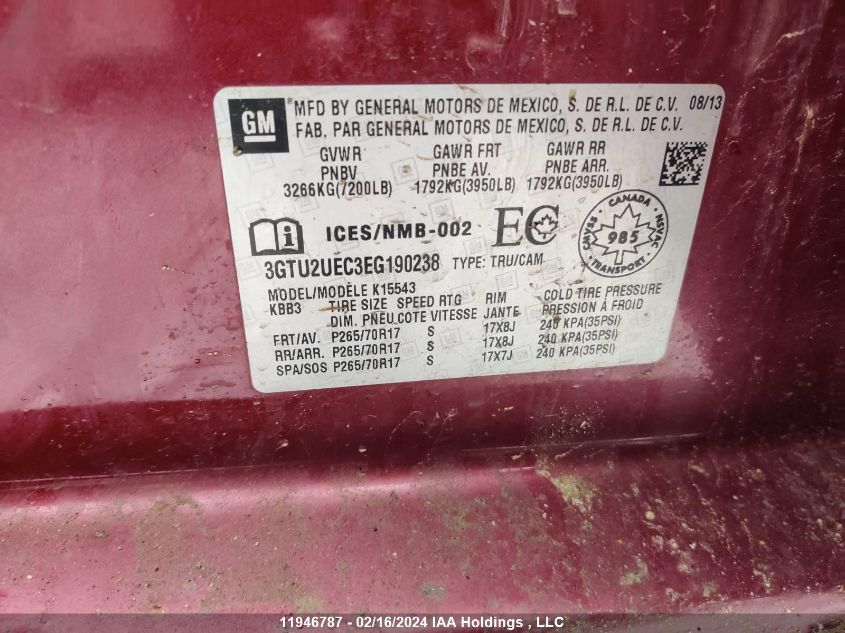 GM
*MFD BY GENERAL MOTORS DE MEXICO, S. DE R.L. DE C.V. 08/13
FAB. PAR GENERAL MOTORS DE MEXICO, S. DE R.L. DE C.V.
GVWR GAWR FRT GAWR RR
PNBV PNBE AV. PNBE ARR.
3266KG(7200LB) 1792KG(3950LB) 1792KG(3950LB)
i ICES/NMB-002 EC
CANADA
CMVSS 985 NSVAC
TRANSPORT
3GTU2UEC3EG190238 TYPE: TRU/CAM
MODEL/MODÈLE K15543
KBB3 TIRE SIZE SPEED RTG RIM COLD TIRE PRESSURE
DIM. PNEU COTE VITESSE JANTE PRESSION À FROID
FRT/AV. P265/70R17 S 17X8J 240 KPA(35PSI)
RR/ARR. P265/70R17 S 17X8J 240 KPA(35PSI)
SPA/SOS P265/70R17 S 17X7J 240 KPA(35PSI)
11946787 - 02/16/2024 IAA Holdings , LLC